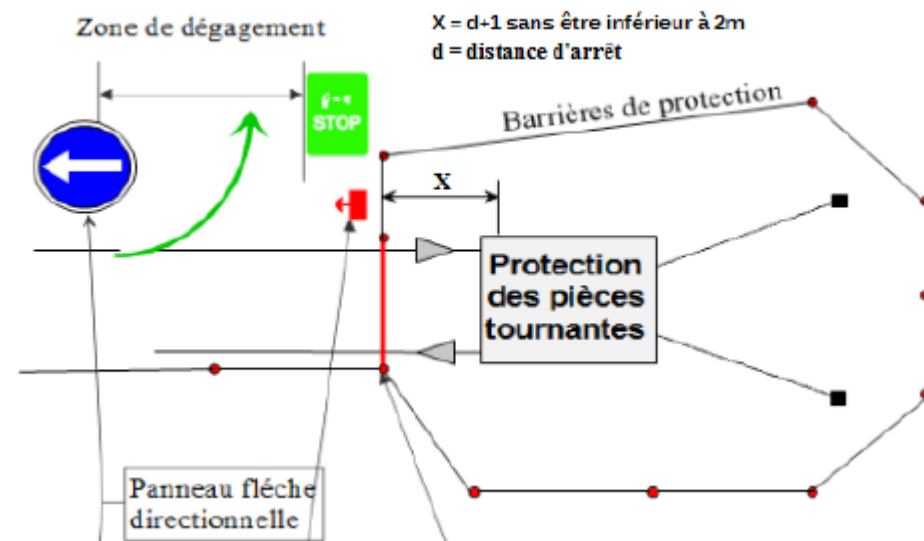 Zone de dégagement
X = d+1 sans être inférieur à 2m
d = distance d'arrêt
STOP
Barrières de protection
X
Protection
des pièces
tournantes
Panneau fléche
directionnelle